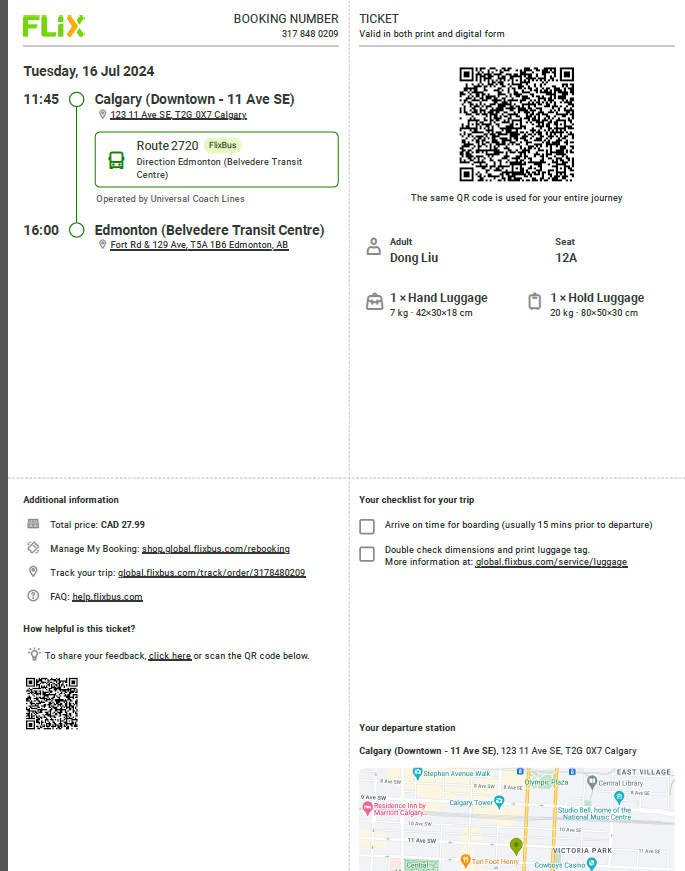 FLiX
BOOKING NUMBER
317 848 0209
TICKET
Valid in both print and digital form
Tuesday, 16 Jul 2024
11:45 Calgary (Downtown - 11 Ave SE)
123 11 Ave SE, T2G 0X7 Calgary
Route 2720 FlixBus
Direction Edmonton (Belvedere Transit
Centre)
Operated by Universal Coach Lines
16:00 Edmonton (Belvedere Transit Centre)
Fort Rd & 129 Ave, T5A 1B6 Edmonton, AB
The same QR code is used for your entire journey
Adult Seat
Dong Liu 12A
1 × Hand Luggage 1 × Hold Luggage
7 kg · 42×30×18 cm 20 kg · 80×50×30 cm
Additional information
Total price: CAD 27.99
Manage My Booking: shop.global.flixbus.com/rebooking
Track your trip: global.flixbus.com/track/order/3178480209
FAQ: help.flixbus.com
How helpful is this ticket?
To share your feedback, click here or scan the QR code below.
Your checklist for your trip
Arrive on time for boarding (usually 15 mins prior to departure)
Double check dimensions and print luggage tag.
More information at: global.flixbus.com/service/luggage
Your departure station
Calgary (Downtown - 11 Ave SE), 123 11 Ave SE, T2G 0X7 Calgary
Stephen Avenue Walk
EAST VILLAGE
8 Ave SW
Olympic Plaza
8 Ave SE
Central Library
9 Ave SW
Residence Inn by
Marriott Calgary...
Calgary Tower
Studio Bell, home of the
National Music Centre
10 Ave SW
10 Ave SE
11 Ave SW
11 Ave SE
VICTORIA PARK
Ten Foot Henry
Cowboys Casino
Central